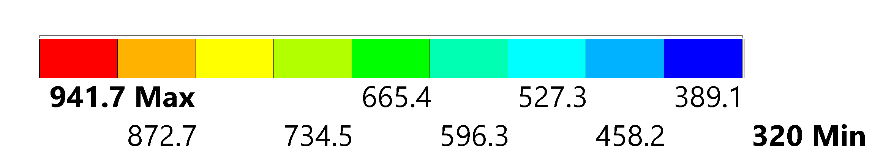 941.7 Max 665.4 527.3 389.1
872.7 734.5 596.3 458.2 320 Min